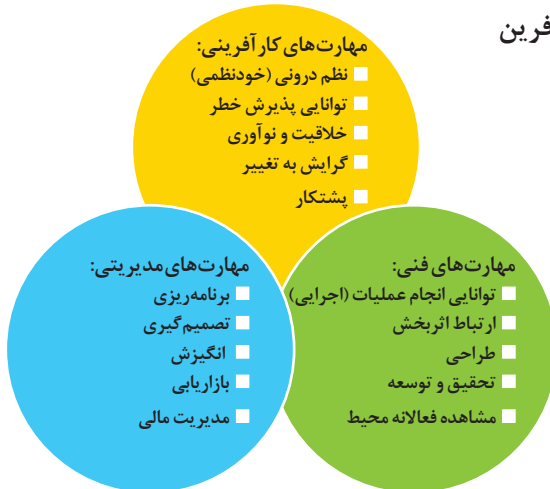 فرین
مهارت‌های کارآفرینی:
نظم درونی (خودنظمی)
توانایی پذیرش خطر
خلاقیت و نوآوری
گرایش به تغییر
پشتکار
مهارت‌های فنی:
توانایی انجام عملیات (اجرایی)
ارتباط اثربخش
طراحی
تحقیق و توسعه
مشاهده فعالانه محیط
مهارت‌های مدیریتی:
برنامه‌ریزی
تصمیم‌گیری
انگیزش
بازاریابی
مدیریت مالی